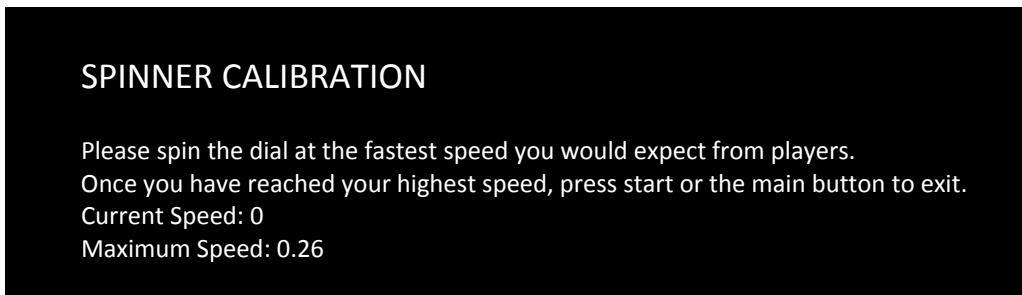 SPINNER CALIBRATION
Please spin the dial at the fastest speed you would expect from players.
Once you have reached your highest speed, press start or the main button to exit.
Current Speed: 0
Maximum Speed: 0.26